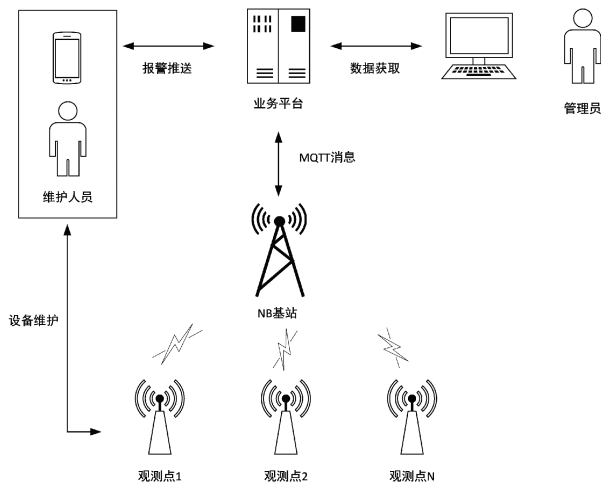 报警推送
数据获取
业务平台
管理员
维护人员
MQTT消息
NB基站
设备维护
观测点1
观测点2
观测点N